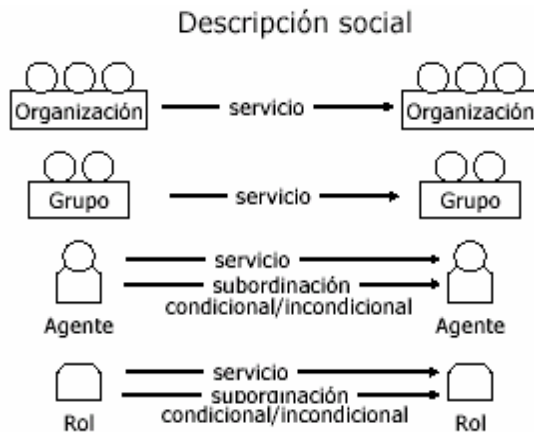 Descripción social
Organización servicio Organización
Grupo servicio Grupo
servicio
subordinación
condicional/incondicional
Agente Agente
servicio
subordinación
condicional/incondicional
Rol Rol